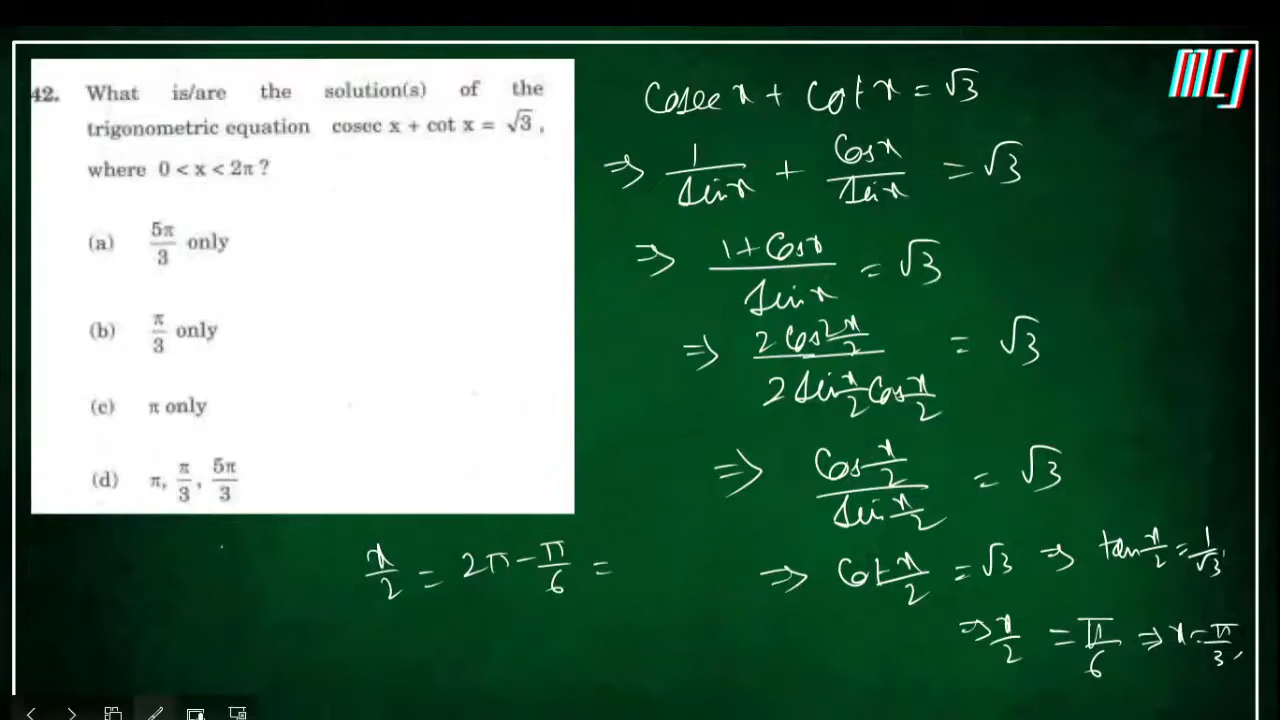 MCJ
42. What is/are the solution(s) of the
trigonometric equation cosec x + cot x = √3 ,
where 0 < x < 2π ?
(a) 5π/3 only
(b) π/3 only
(c) π only
(d) π, π/3, 5π/3
Cosec x + Cot x = √3
⇒ 1/Sin x + Cos x/Sin x = √3
⇒ (1 + Cos x)/Sin x = √3
⇒ (2 Cos² x/2)/(2 Sin x/2 Cos x/2) = √3
⇒ (Cos x/2)/(Sin x/2) = √3
⇒ Cot x/2 = √3 ⇒ tan x/2 = 1/√3,
⇒ x/2 = π/6 ⇒ x = π/3,
x/2 = 2π − π/6 =